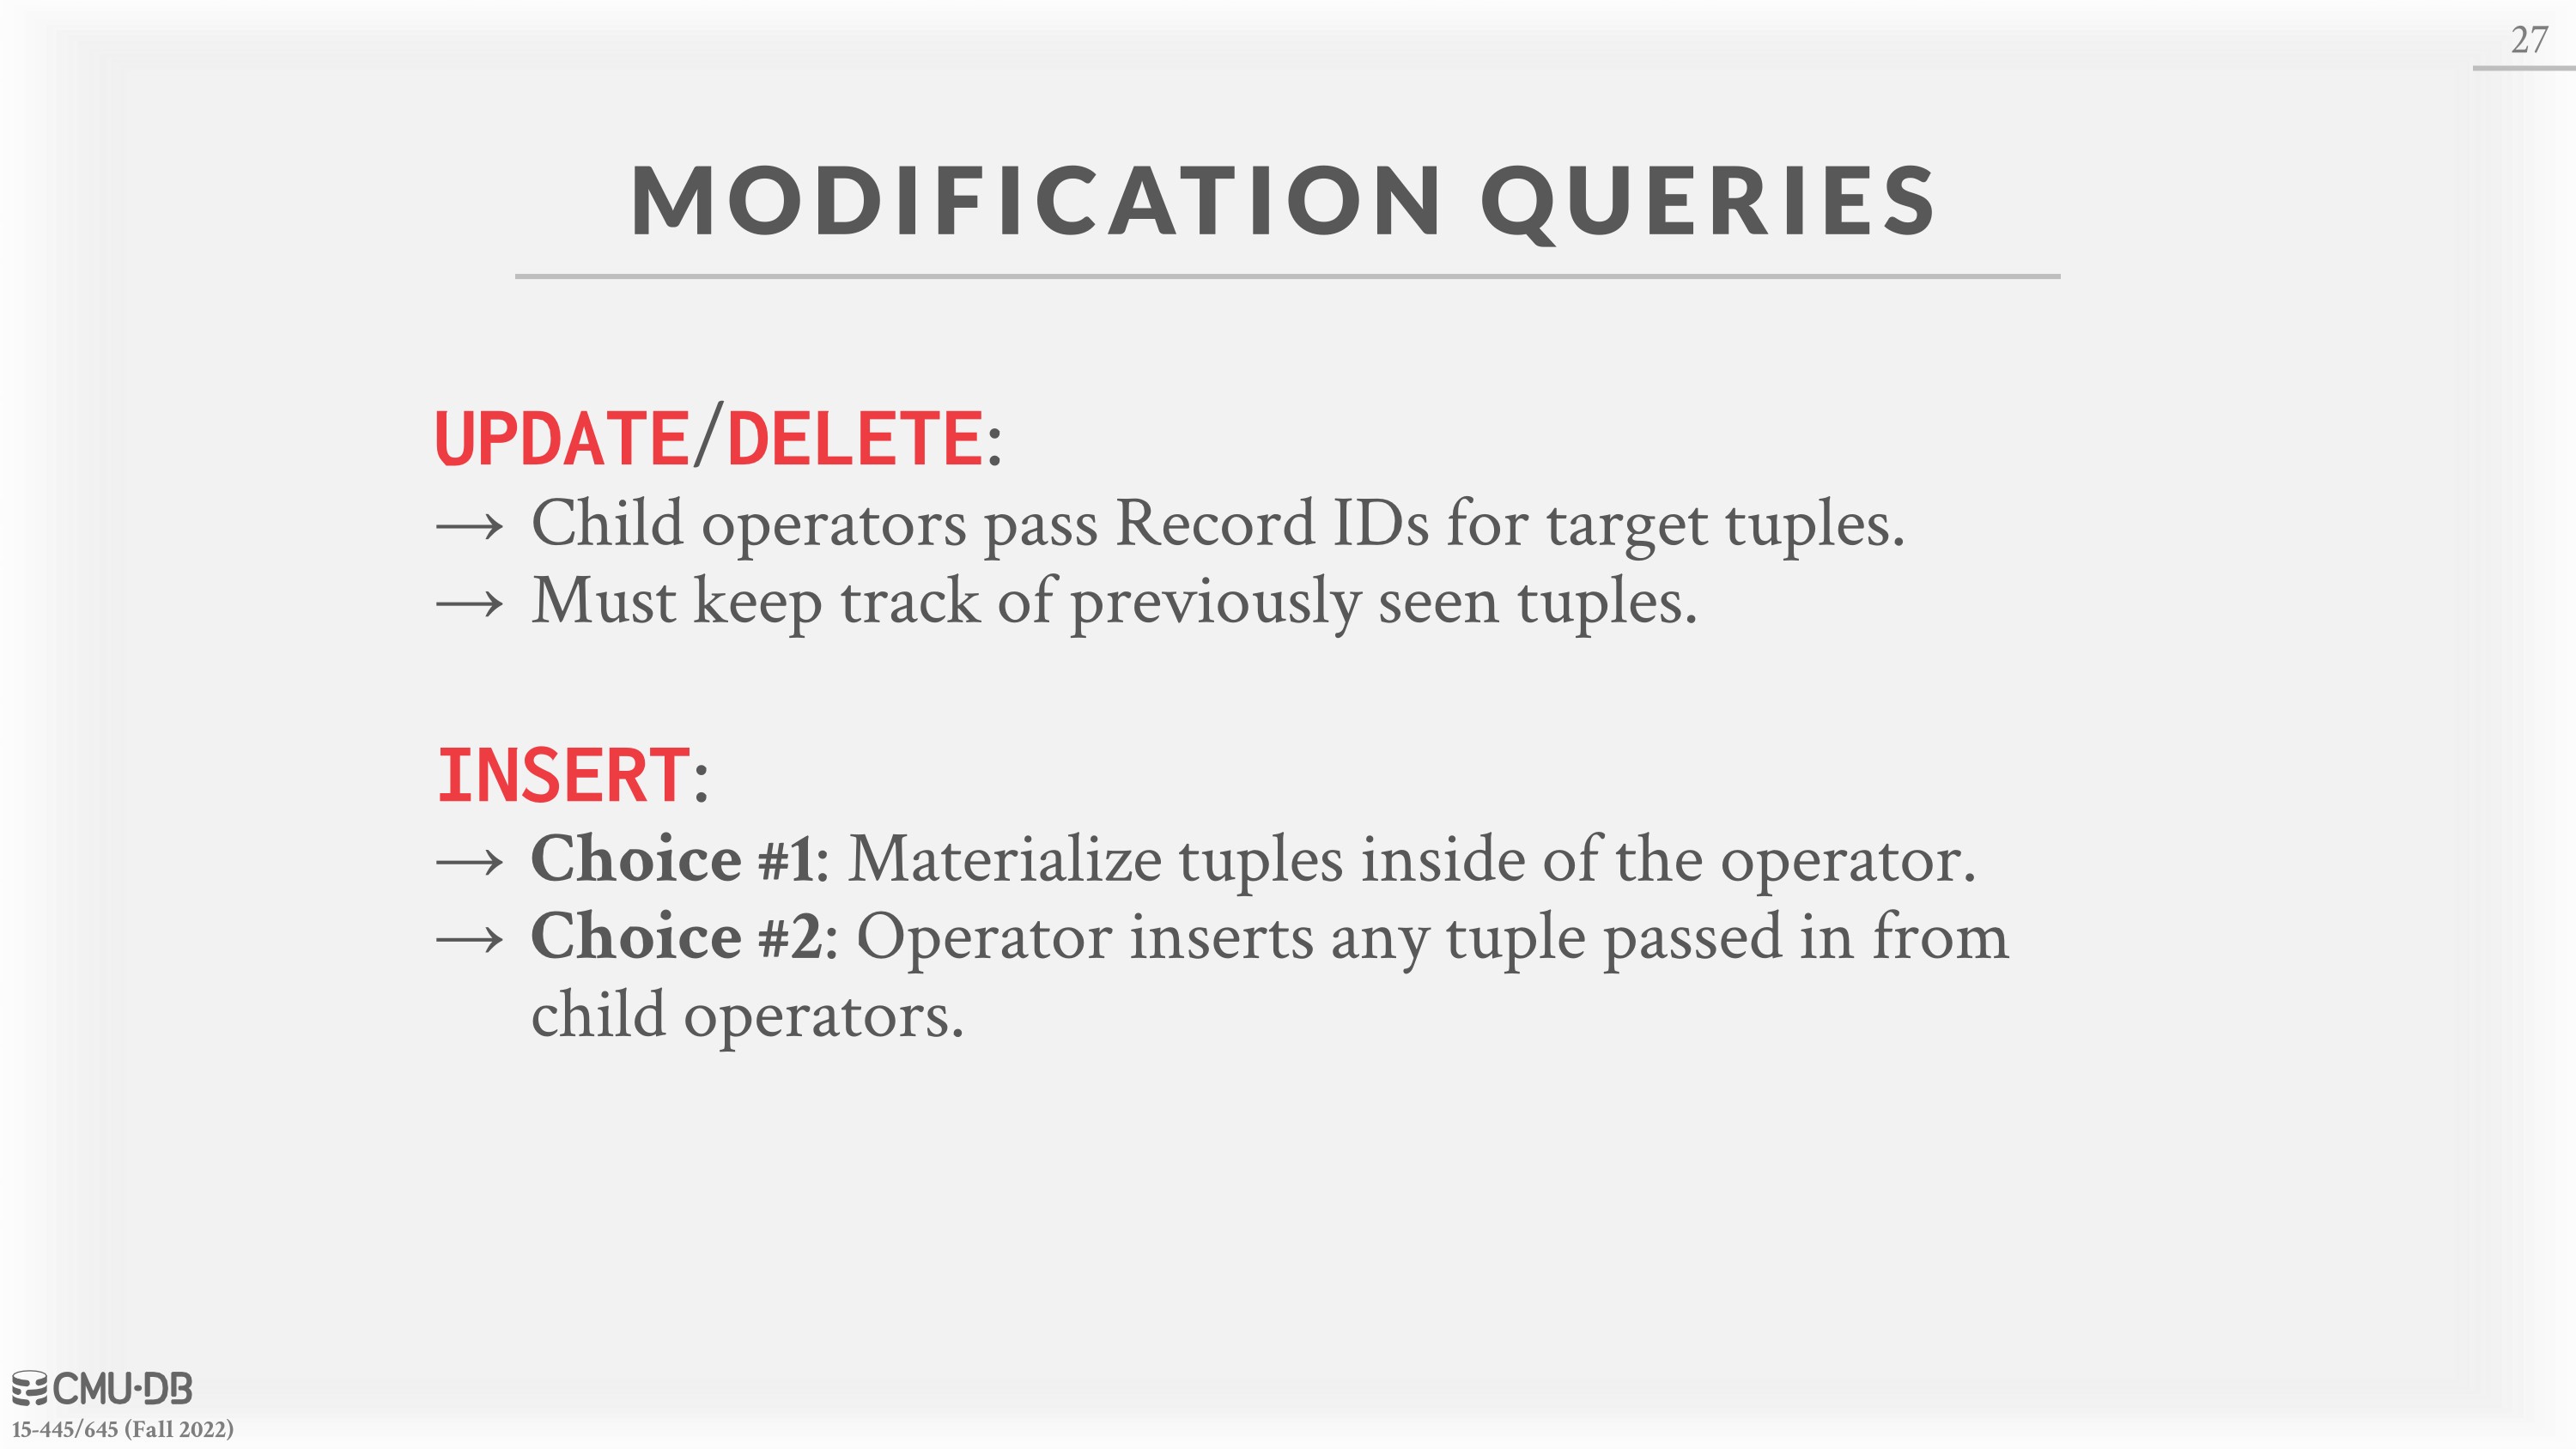 27
MODIFICATION QUERIES
UPDATE/DELETE:
→ Child operators pass Record IDs for target tuples.
→ Must keep track of previously seen tuples.
INSERT:
→ Choice #1: Materialize tuples inside of the operator.
→ Choice #2: Operator inserts any tuple passed in from
child operators.
CMU·DB
15-445/645 (Fall 2022)